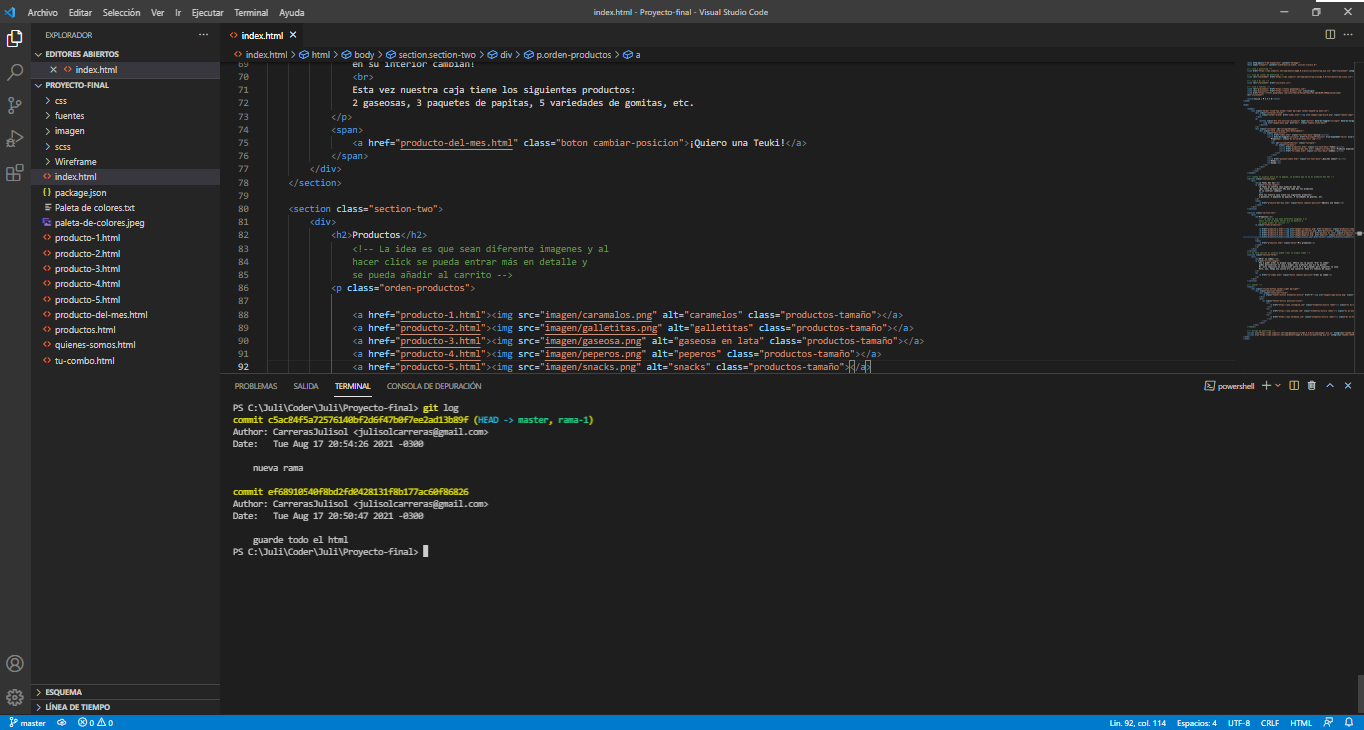 Archivo Editar Selección Ver Ir Ejecutar Terminal Ayuda
index.html - Proyecto-final - Visual Studio Code
EXPLORADOR
EDITORES ABIERTOS
index.html
PROYECTO-FINAL
css
fuentes
imagen
scss
Wireframe
index.html
package.json
Paleta de colores.txt
paleta-de-colores.jpeg
producto-1.html
producto-2.html
producto-3.html
producto-4.html
producto-5.html
producto-del-mes.html
productos.html
quienes-somos.html
tu-combo.html
ESQUEMA
LÍNEA DE TIEMPO
index.html
index.html > html > body > section.section-two > div > p.orden-productos > a
69 en su interior cambian!
70 <br>
71 Esta vez nuestra caja tiene los siguientes productos:
72 2 gaseosas, 3 paquetes de papitas, 5 variedades de gomitas, etc.
73 </p>
74 <span>
75 <a href="producto-del-mes.html" class="boton cambiar-posicion">¡Quiero una Teuki!</a>
76 </span>
77 </div>
78 </section>
79
80 <section class="section-two">
81 <div>
82 <h2>Productos</h2>
83 <!-- La idea es que sean diferente imagenes y al
84 hacer click se pueda entrar más en detalle y
85 se pueda añadir al carrito -->
86 <p class="orden-productos">
87
88 <a href="producto-1.html"><img src="imagen/caramalos.png" alt="caramelos" class="productos-tamaño"></a>
89 <a href="producto-2.html"><img src="imagen/galletitas.png" alt="galletitas" class="productos-tamaño"></a>
90 <a href="producto-3.html"><img src="imagen/gaseosa.png" alt="gaseosa en lata" class="productos-tamaño"></a>
91 <a href="producto-4.html"><img src="imagen/peperos.png" alt="peperos" class="productos-tamaño"></a>
92 <a href="producto-5.html"><img src="imagen/snacks.png" alt="snacks" class="productos-tamaño"></a>
PROBLEMAS SALIDA TERMINAL CONSOLA DE DEPURACIÓN
powershell
PS C:\Juli\Coder\Juli\Proyecto-final> git log
commit c5ac84f5a72576140bf2d6f47b0f7ee2ad13b89f (HEAD -> master, rama-1)
Author: CarrerasJulisol <julisolcarreras@gmail.com>
Date: Tue Aug 17 20:54:26 2021 -0300
nueva rama
commit ef68910540f8bd2fd0428131f8b177ac60f86826
Author: CarrerasJulisol <julisolcarreras@gmail.com>
Date: Tue Aug 17 20:50:47 2021 -0300
guarde todo el html
PS C:\Juli\Coder\Juli\Proyecto-final>
master
0 0
Lín. 92, col. 114 Espacios: 4 UTF-8 CRLF HTML